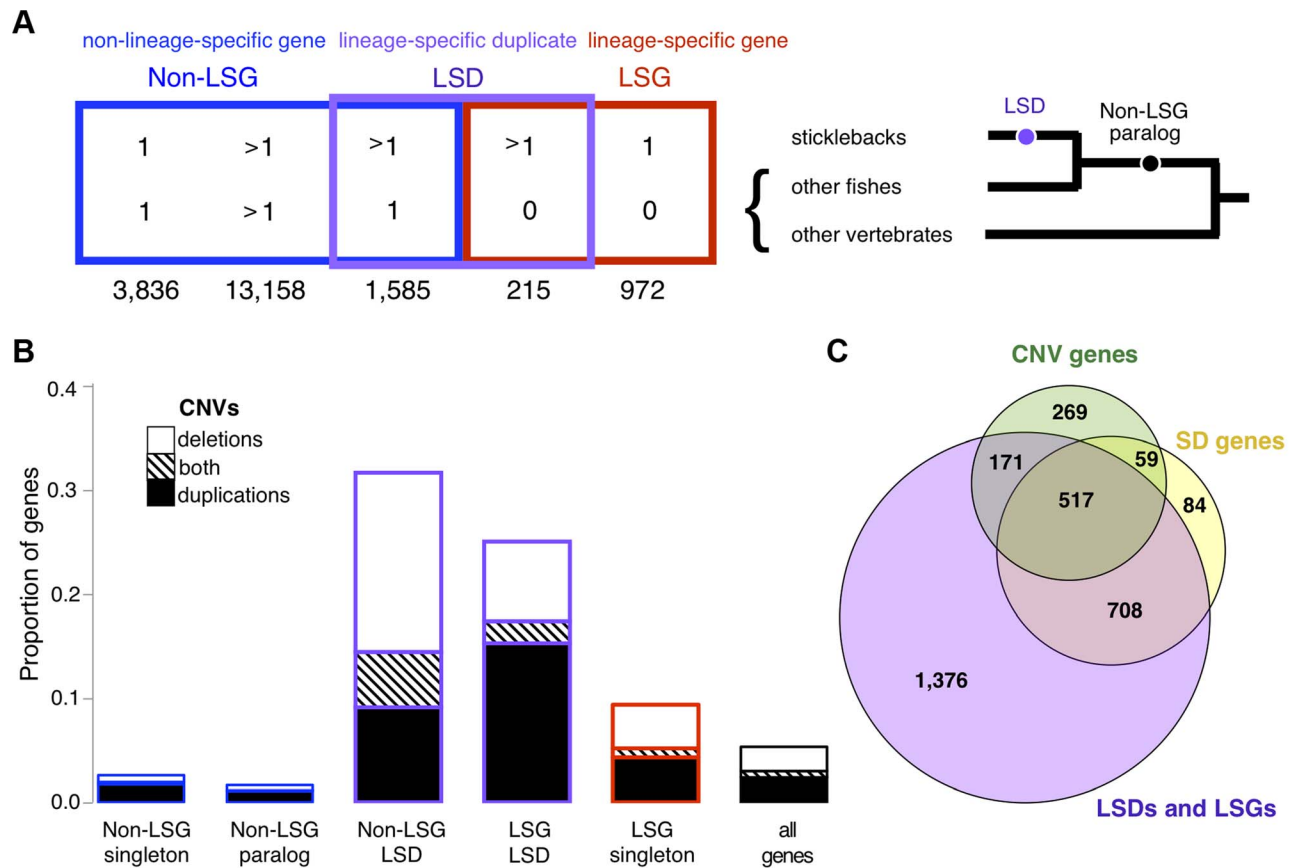 A
non-lineage-specific gene lineage-specific duplicate lineage-specific gene
Non-LSG LSD LSG
1 >1 >1 >1 1
1 >1 1 0 0
3,836 13,158 1,585 215 972
sticklebacks
{ other fishes
other vertebrates
LSD
Non-LSG
paralog
B
CNVs
deletions
both
duplications
Proportion of genes
0.4
0.3
0.2
0.1
0.0
Non-LSG singleton
Non-LSG paralog
Non-LSG LSD
LSG LSD
LSG singleton
all genes
C
CNV genes
269
SD genes
171
59
517
84
708
1,376
LSDs and LSGs